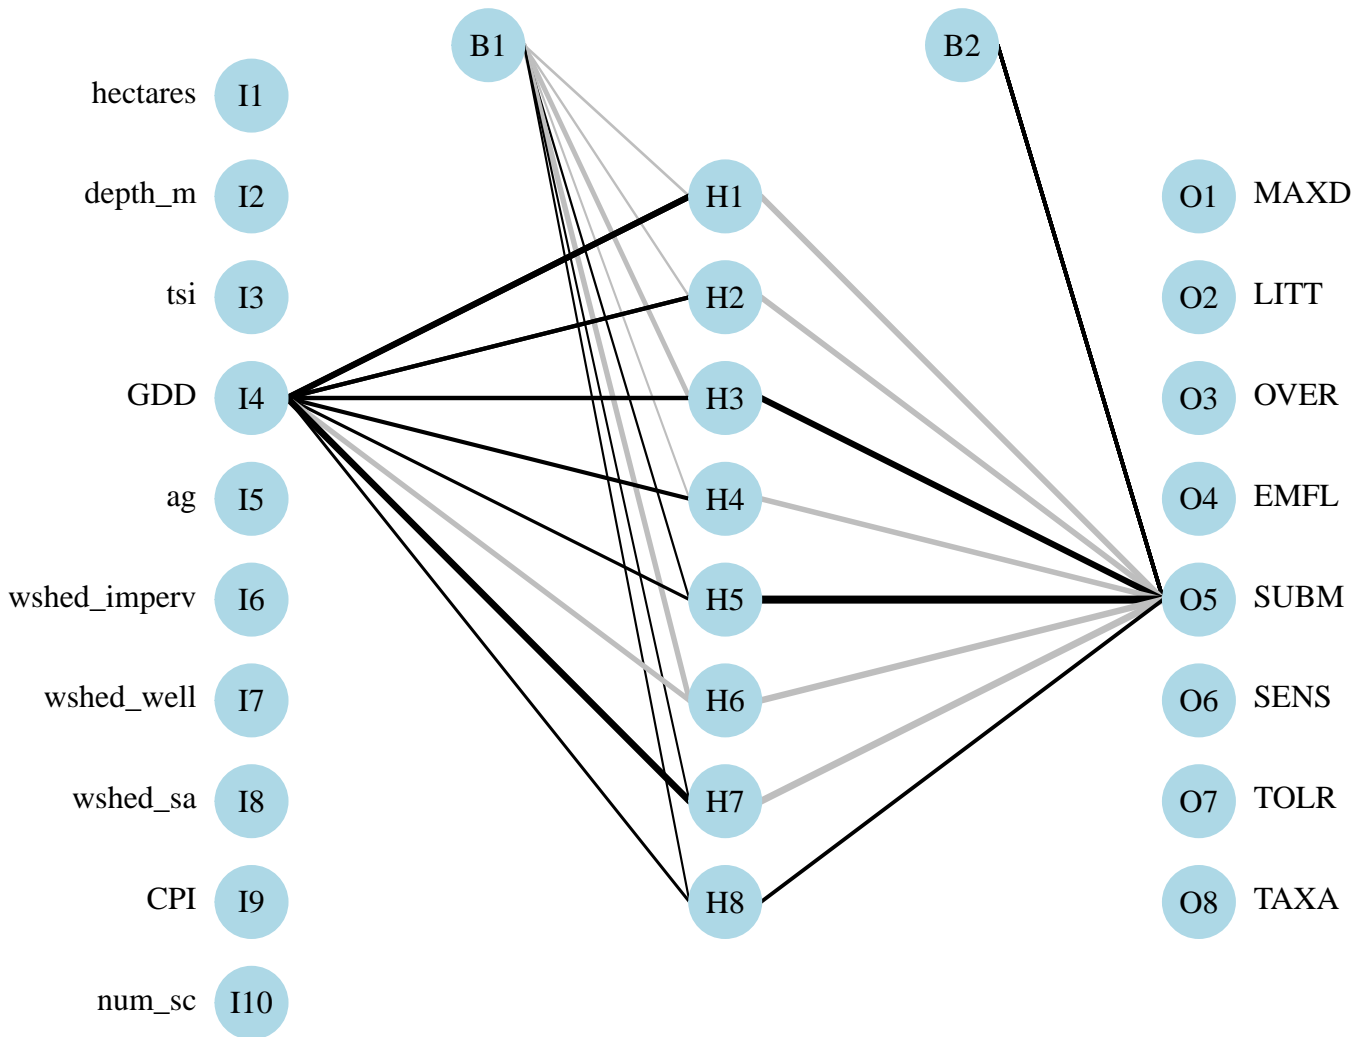 B1
B2
hectares I1
depth_m I2 H1 O1 MAXD
tsi I3 H2 O2 LITT
GDD I4 H3 O3 OVER
ag I5 H4 O4 EMFL
wshed_imperv I6 H5 O5 SUBM
wshed_well I7 H6 O6 SENS
wshed_sa I8 H7 O7 TOLR
CPI I9 H8 O8 TAXA
num_sc I10